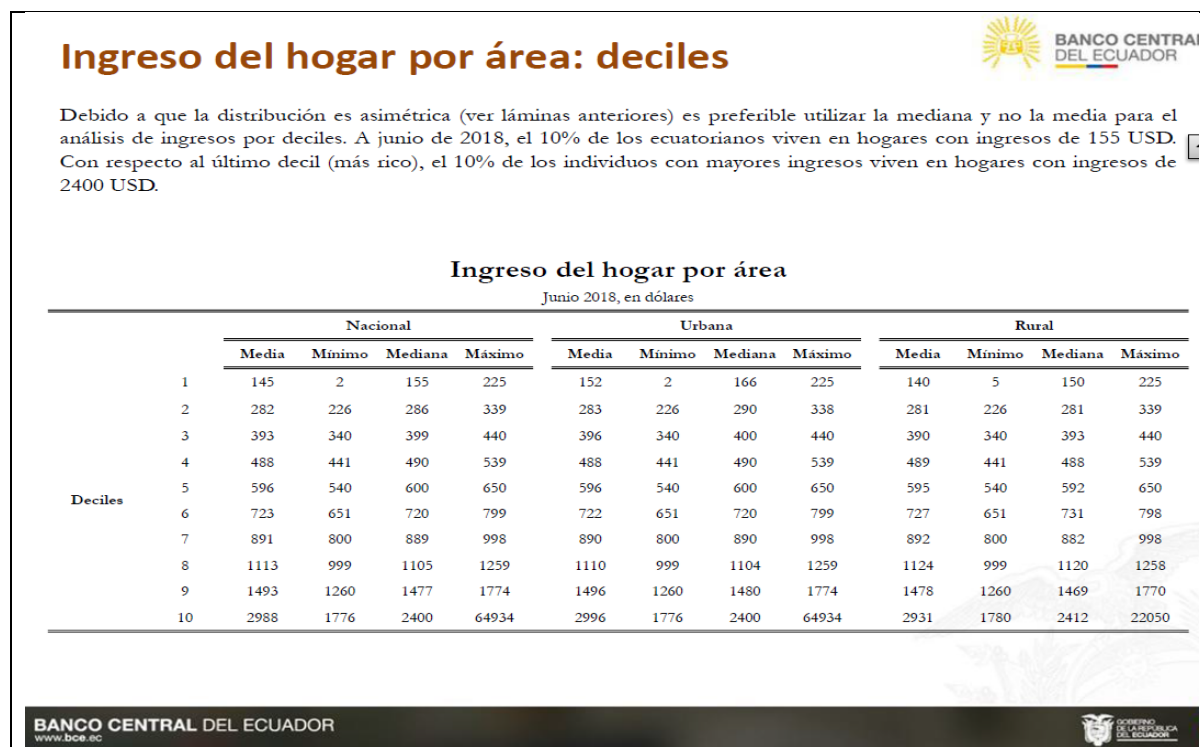 Ingreso del hogar por área: deciles
BANCO CENTRAL
DEL ECUADOR
Debido a que la distribución es asimétrica (ver láminas anteriores) es preferible utilizar la mediana y no la media para el
análisis de ingresos por deciles. A junio de 2018, el 10% de los ecuatorianos viven en hogares con ingresos de 155 USD.
Con respecto al último decil (más rico), el 10% de los individuos con mayores ingresos viven en hogares con ingresos de
2400 USD.
Ingreso del hogar por área
Junio 2018, en dólares
Nacional Urbana Rural
Media Mínimo Mediana Máximo Media Mínimo Mediana Máximo Media Mínimo Mediana Máximo
1 145 2 155 225 152 2 166 225 140 5 150 225
2 282 226 286 339 283 226 290 338 281 226 281 339
3 393 340 399 440 396 340 400 440 390 340 393 440
4 488 441 490 539 488 441 490 539 489 441 488 539
Deciles 5 596 540 600 650 596 540 600 650 595 540 592 650
6 723 651 720 799 722 651 720 799 727 651 731 798
7 891 800 889 998 890 800 890 998 892 800 882 998
8 1113 999 1105 1259 1110 999 1104 1259 1124 999 1120 1258
9 1493 1260 1477 1774 1496 1260 1480 1774 1478 1260 1469 1770
10 2988 1776 2400 64934 2996 1776 2400 64934 2931 1780 2412 22050
BANCO CENTRAL DEL ECUADOR
www.bce.ec
GOBIERNO
DE LA REPÚBLICA
DEL ECUADOR